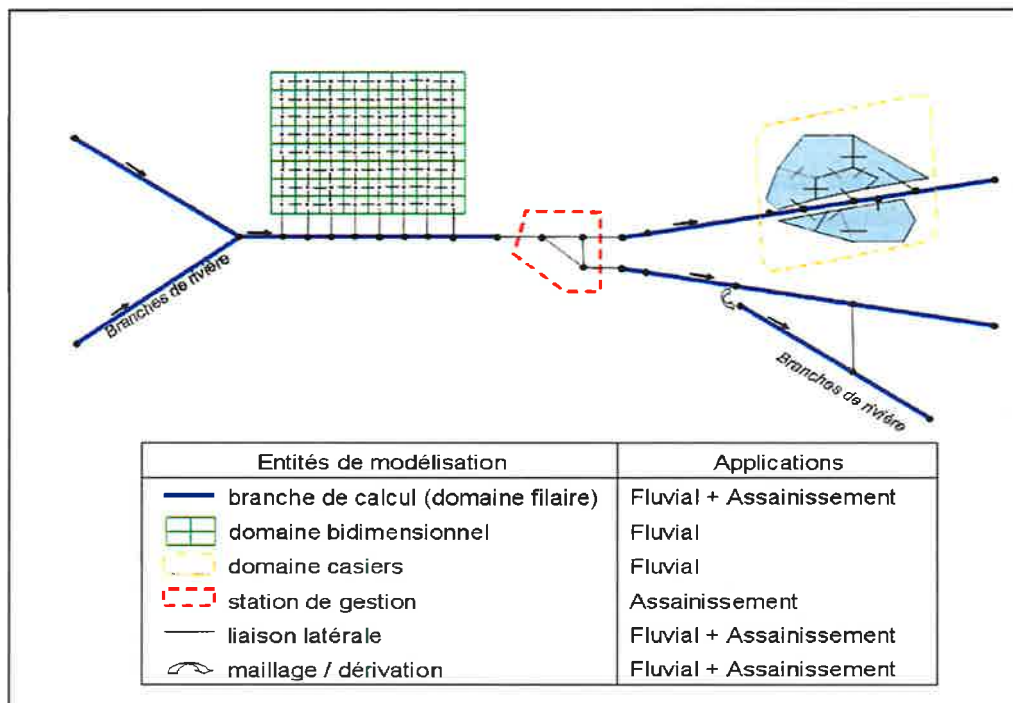 Branches de rivière
Branches de rivière
Entités de modélisation Applications
branche de calcul (domaine filaire) Fluvial + Assainissement
domaine bidimensionnel Fluvial
domaine casiers Fluvial
station de gestion Assainissement
liaison latérale Fluvial + Assainissement
maillage / dérivation Fluvial + Assainissement